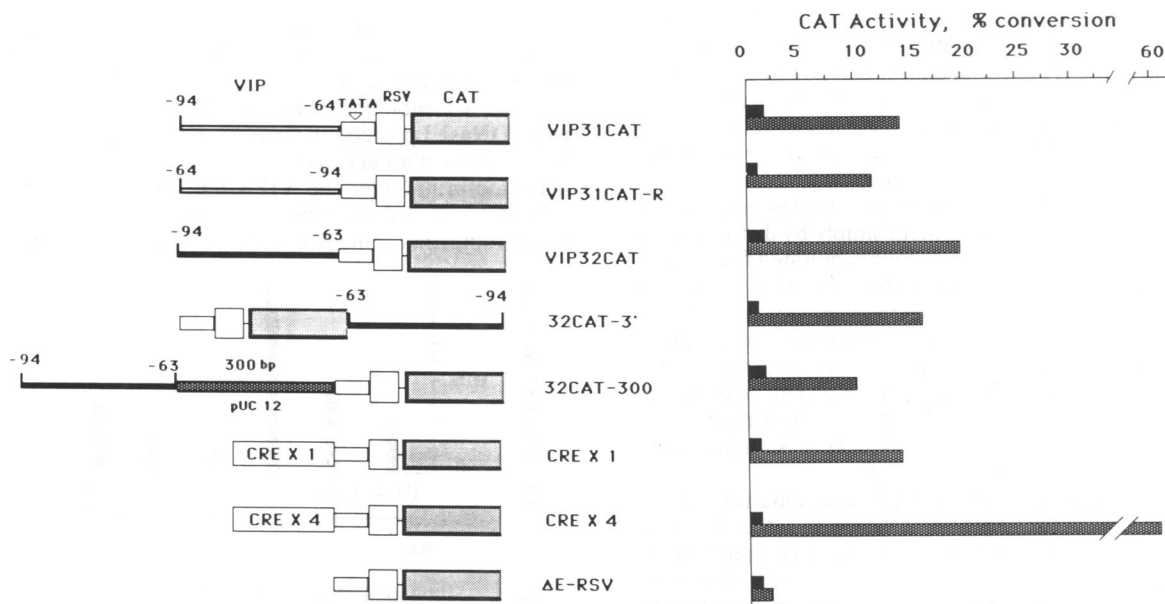 CAT Activity, % conversion
0 5 10 15 20 25 30 60
VIP
-94 -64 TATA RSV CAT
VIP31CAT
-64 -94
VIP31CAT-R
-94 -63
VIP32CAT
-63 -94
32CAT-3'
-94 -63 300 bp
pUC 12
32CAT-300
CRE X 1 CRE X 1
CRE X 4 CRE X 4
ΔE-RSV